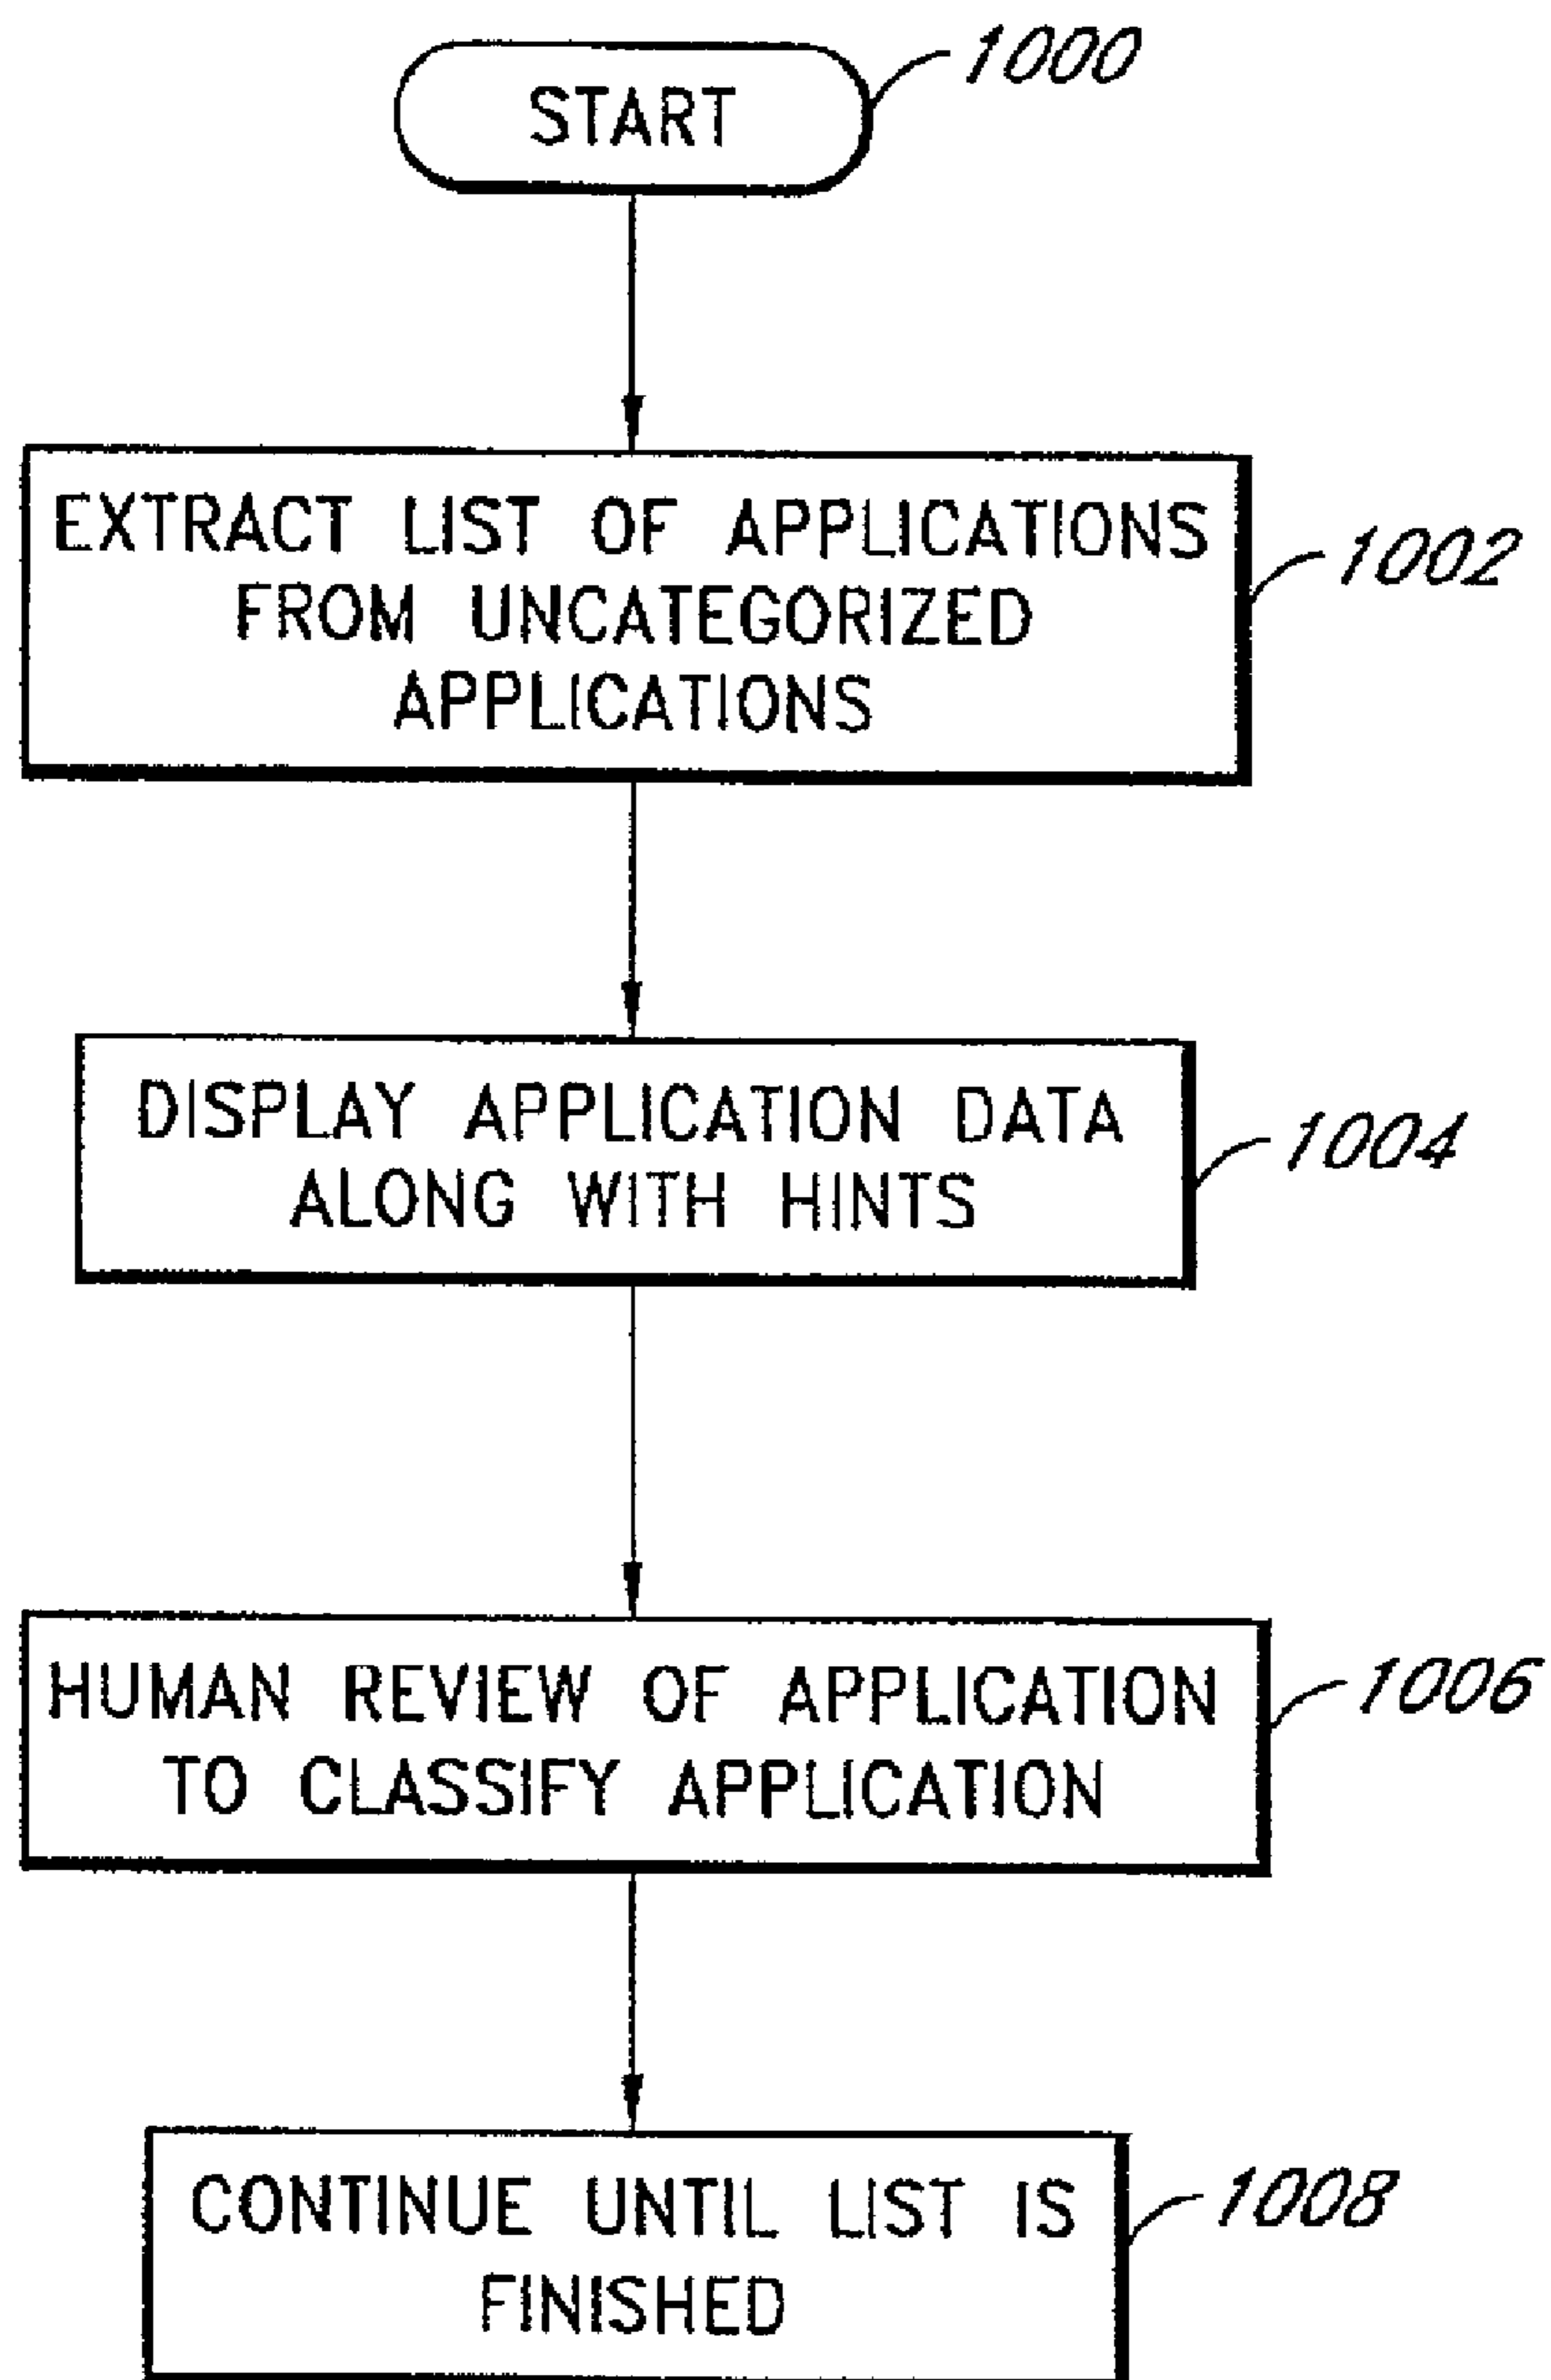 START
1000
EXTRACT LIST OF APPLICATIONS
FROM UNCATEGORIZED
APPLICATIONS
1002
DISPLAY APPLICATION DATA
ALONG WITH HINTS
1004
HUMAN REVIEW OF APPLICATION
TO CLASSIFY APPLICATION
1006
CONTINUE UNTIL LIST IS
FINISHED
1008